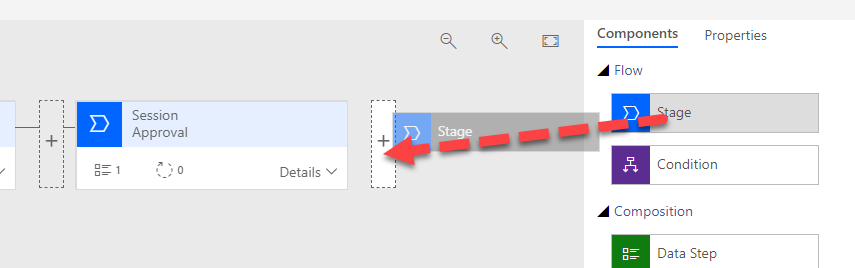 Components Properties
Flow
Stage
Condition
Composition
Data Step
Session
Approval
1
0
Details
+
+
Stage